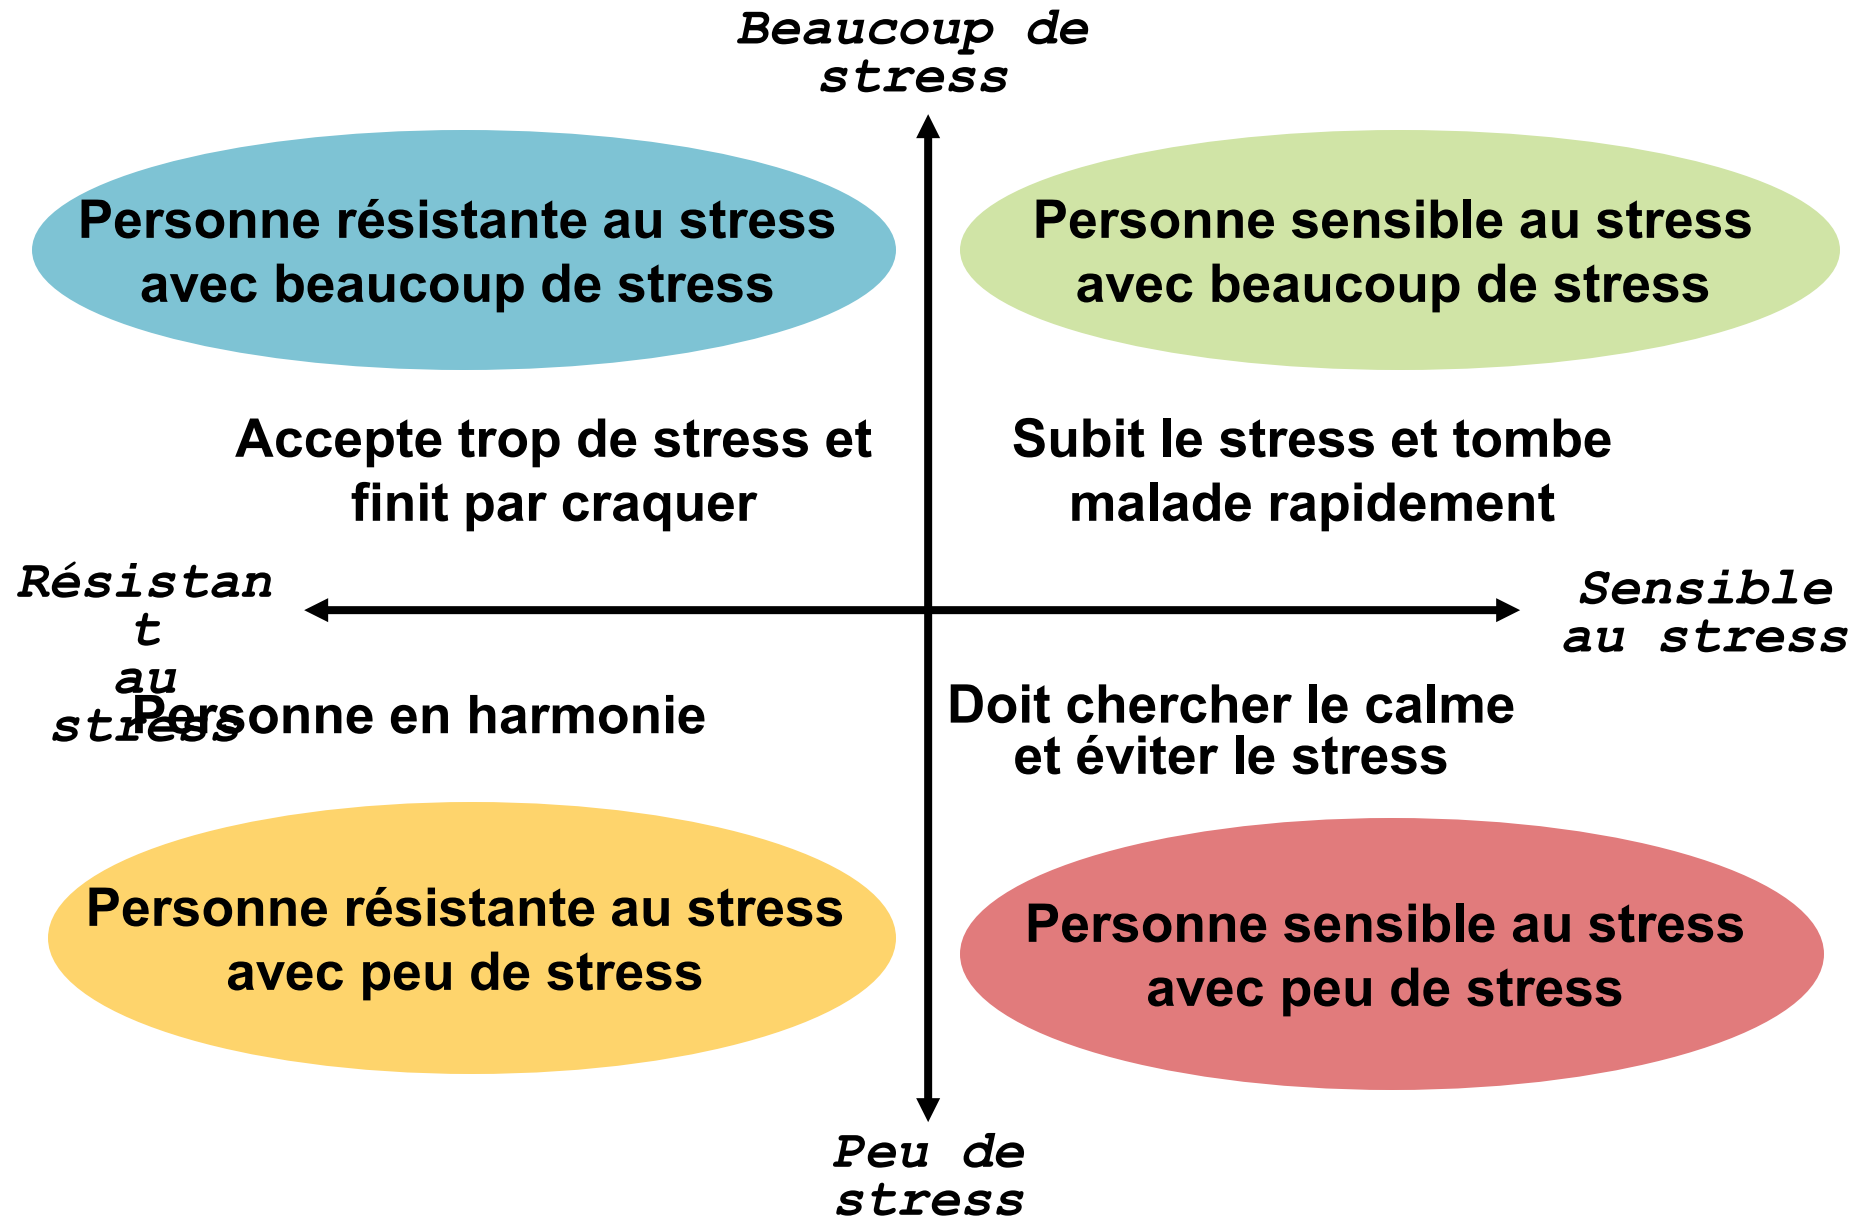 Beaucoup de
stress
Personne résistante au stress
avec beaucoup de stress
Personne sensible au stress
avec beaucoup de stress
Accepte trop de stress et
finit par craquer
Subit le stress et tombe
malade rapidement
Résistan
t
au
stress
Sensible
au stress
Personne en harmonie
Doit chercher le calme
et éviter le stress
Personne résistante au stress
avec peu de stress
Personne sensible au stress
avec peu de stress
Peu de
stress